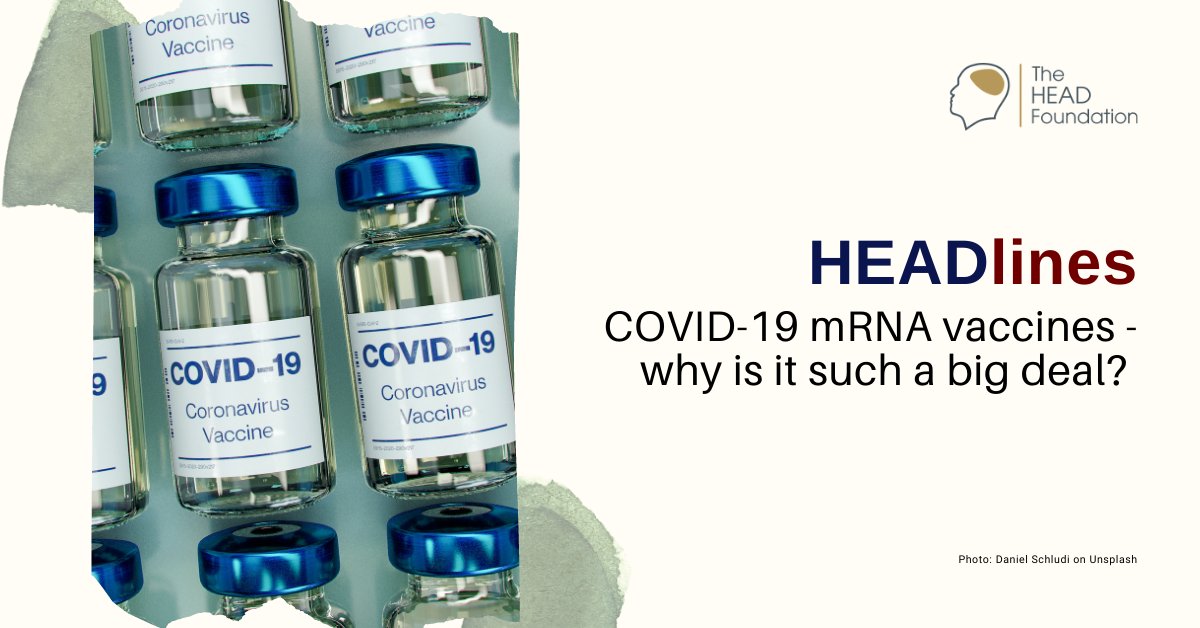 Coronavirus
Vaccine
Vaccine
The
HEAD
Foundation
HEADlines
COVID-19 mRNA vaccines -
why is it such a big deal?
9
COVID-19
Coronavirus
Vaccine
COVID-19
Coronavirus
Vaccine
Photo: Daniel Schludi on Unsplash